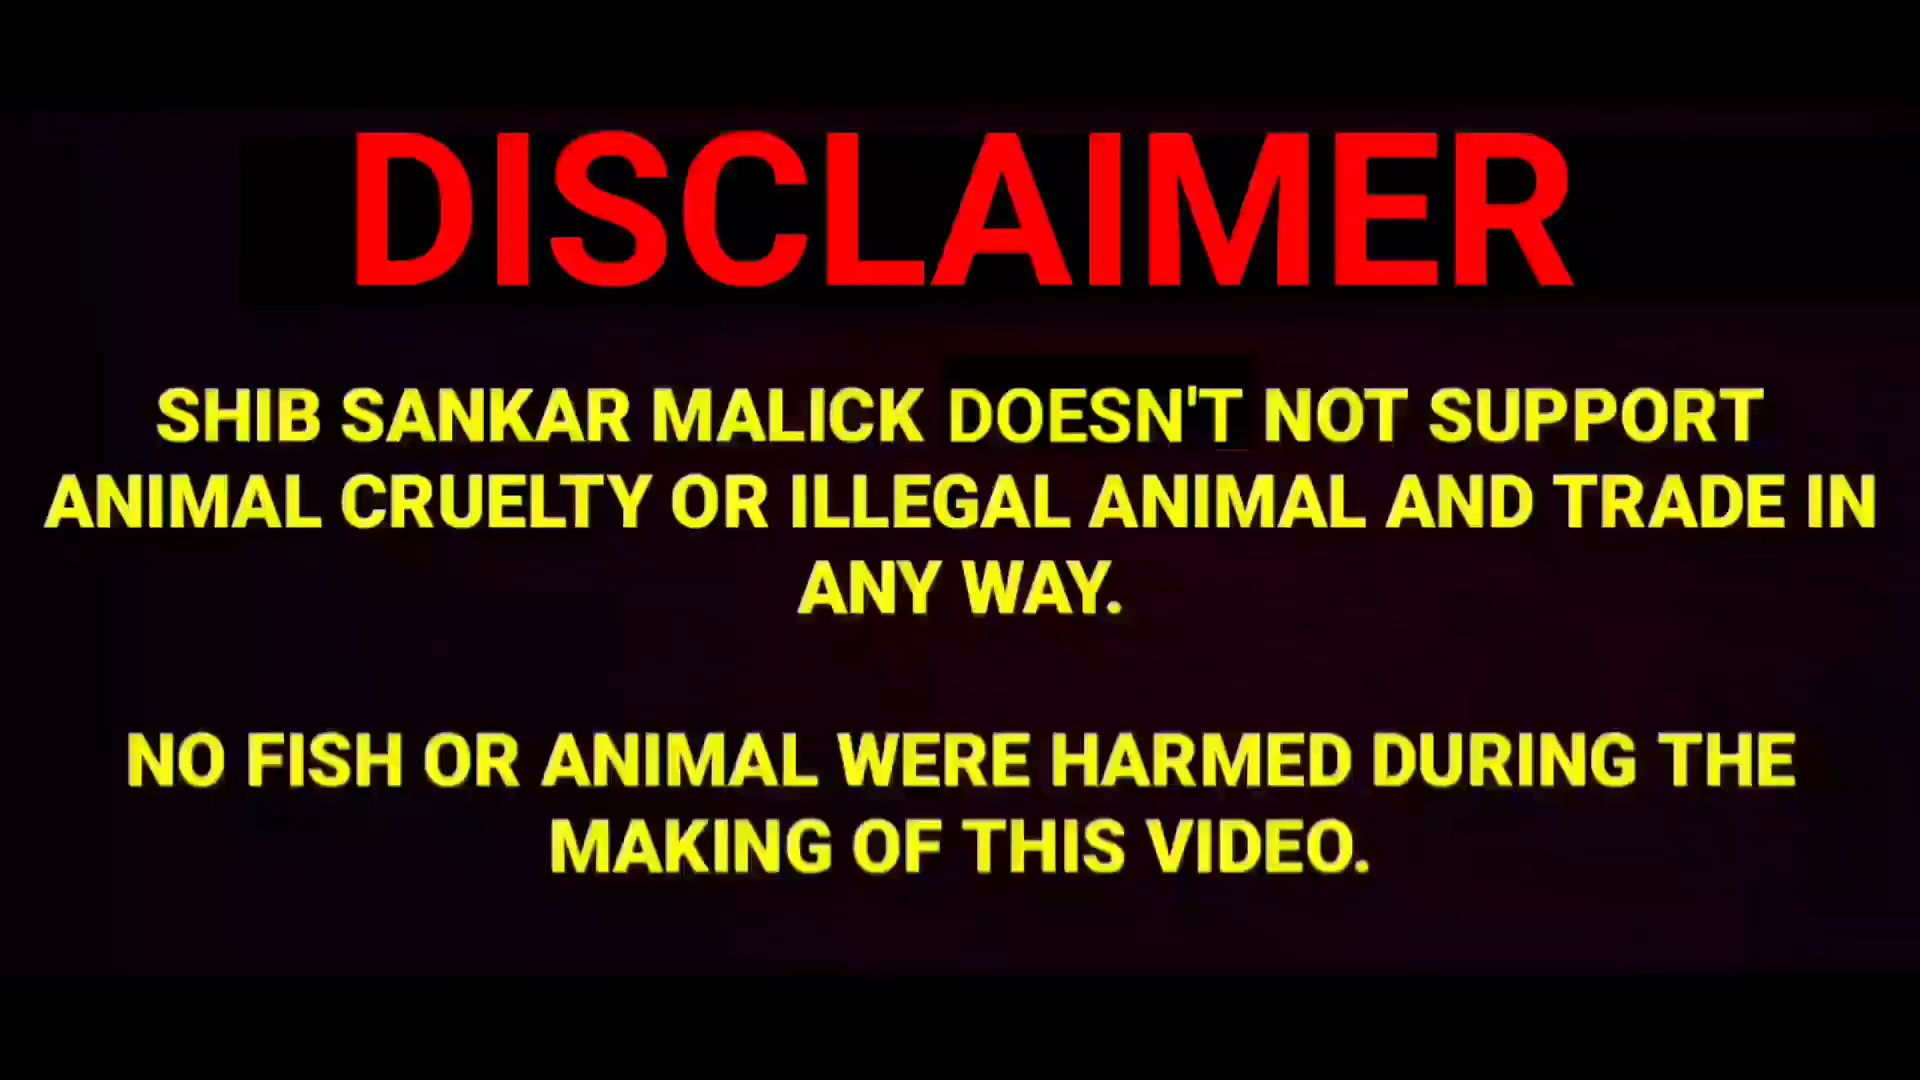 DISCLAIMER
SHIB SANKAR MALICK DOESN'T NOT SUPPORT
ANIMAL CRUELTY OR ILLEGAL ANIMAL AND TRADE IN
ANY WAY.
NO FISH OR ANIMAL WERE HARMED DURING THE
MAKING OF THIS VIDEO.